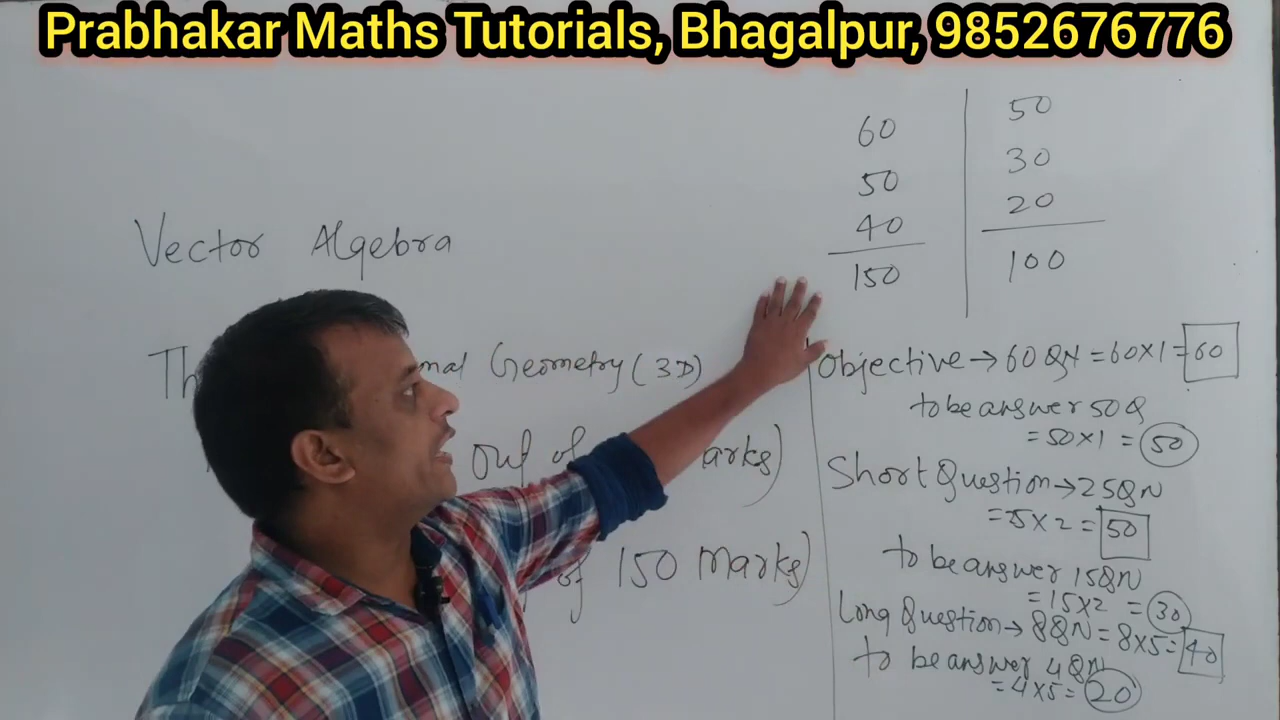 Prabhakar Maths Tutorials, Bhagalpur, 9852676776
60
50
40
150
50
30
20
100
Vector Algebra
Geometry (3D)
out of
of 150 Marks)
Objective → 60 QN = 60 x 1 = 60
to be answer 50 Q
= 50 x 1 = 50
Short Question → 25 QN
= 25 x 2 = 50
to be answer 15 QN
= 15 x 2 = 30
Long Question → 8 QN = 8 x 5 = 40
to be answer 4 QN
= 4 x 5 = 20